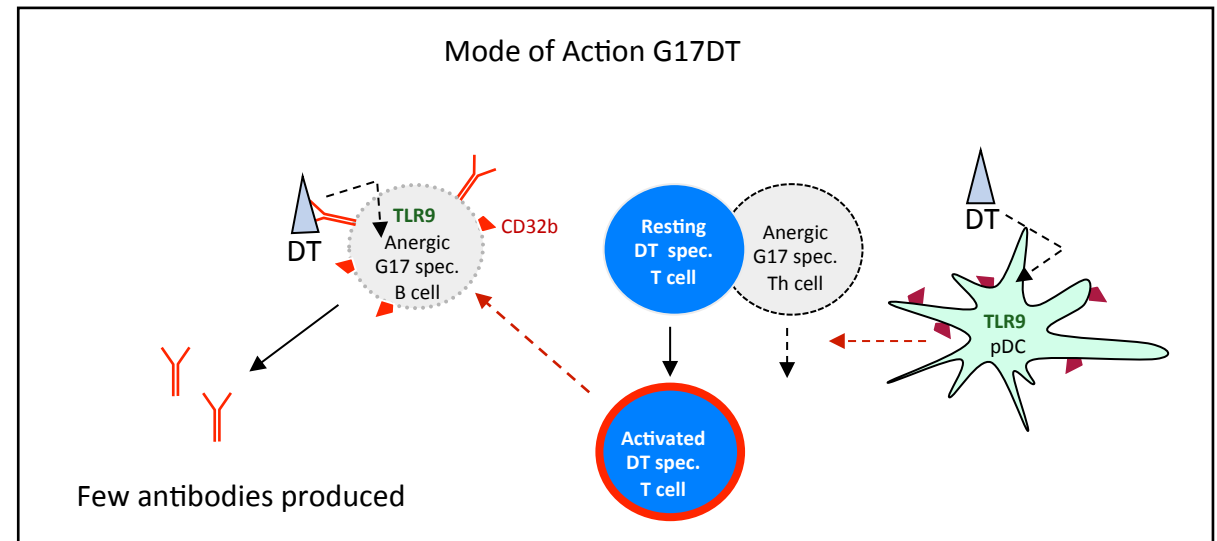 Mode of Action G17DT
DT
TLR9
Anergic
G17 spec.
B cell
CD32b
Resting
DT spec.
T cell
Anergic
G17 spec.
Th cell
DT
TLR9
pDC
Activated
DT spec.
T cell
Few antibodies produced